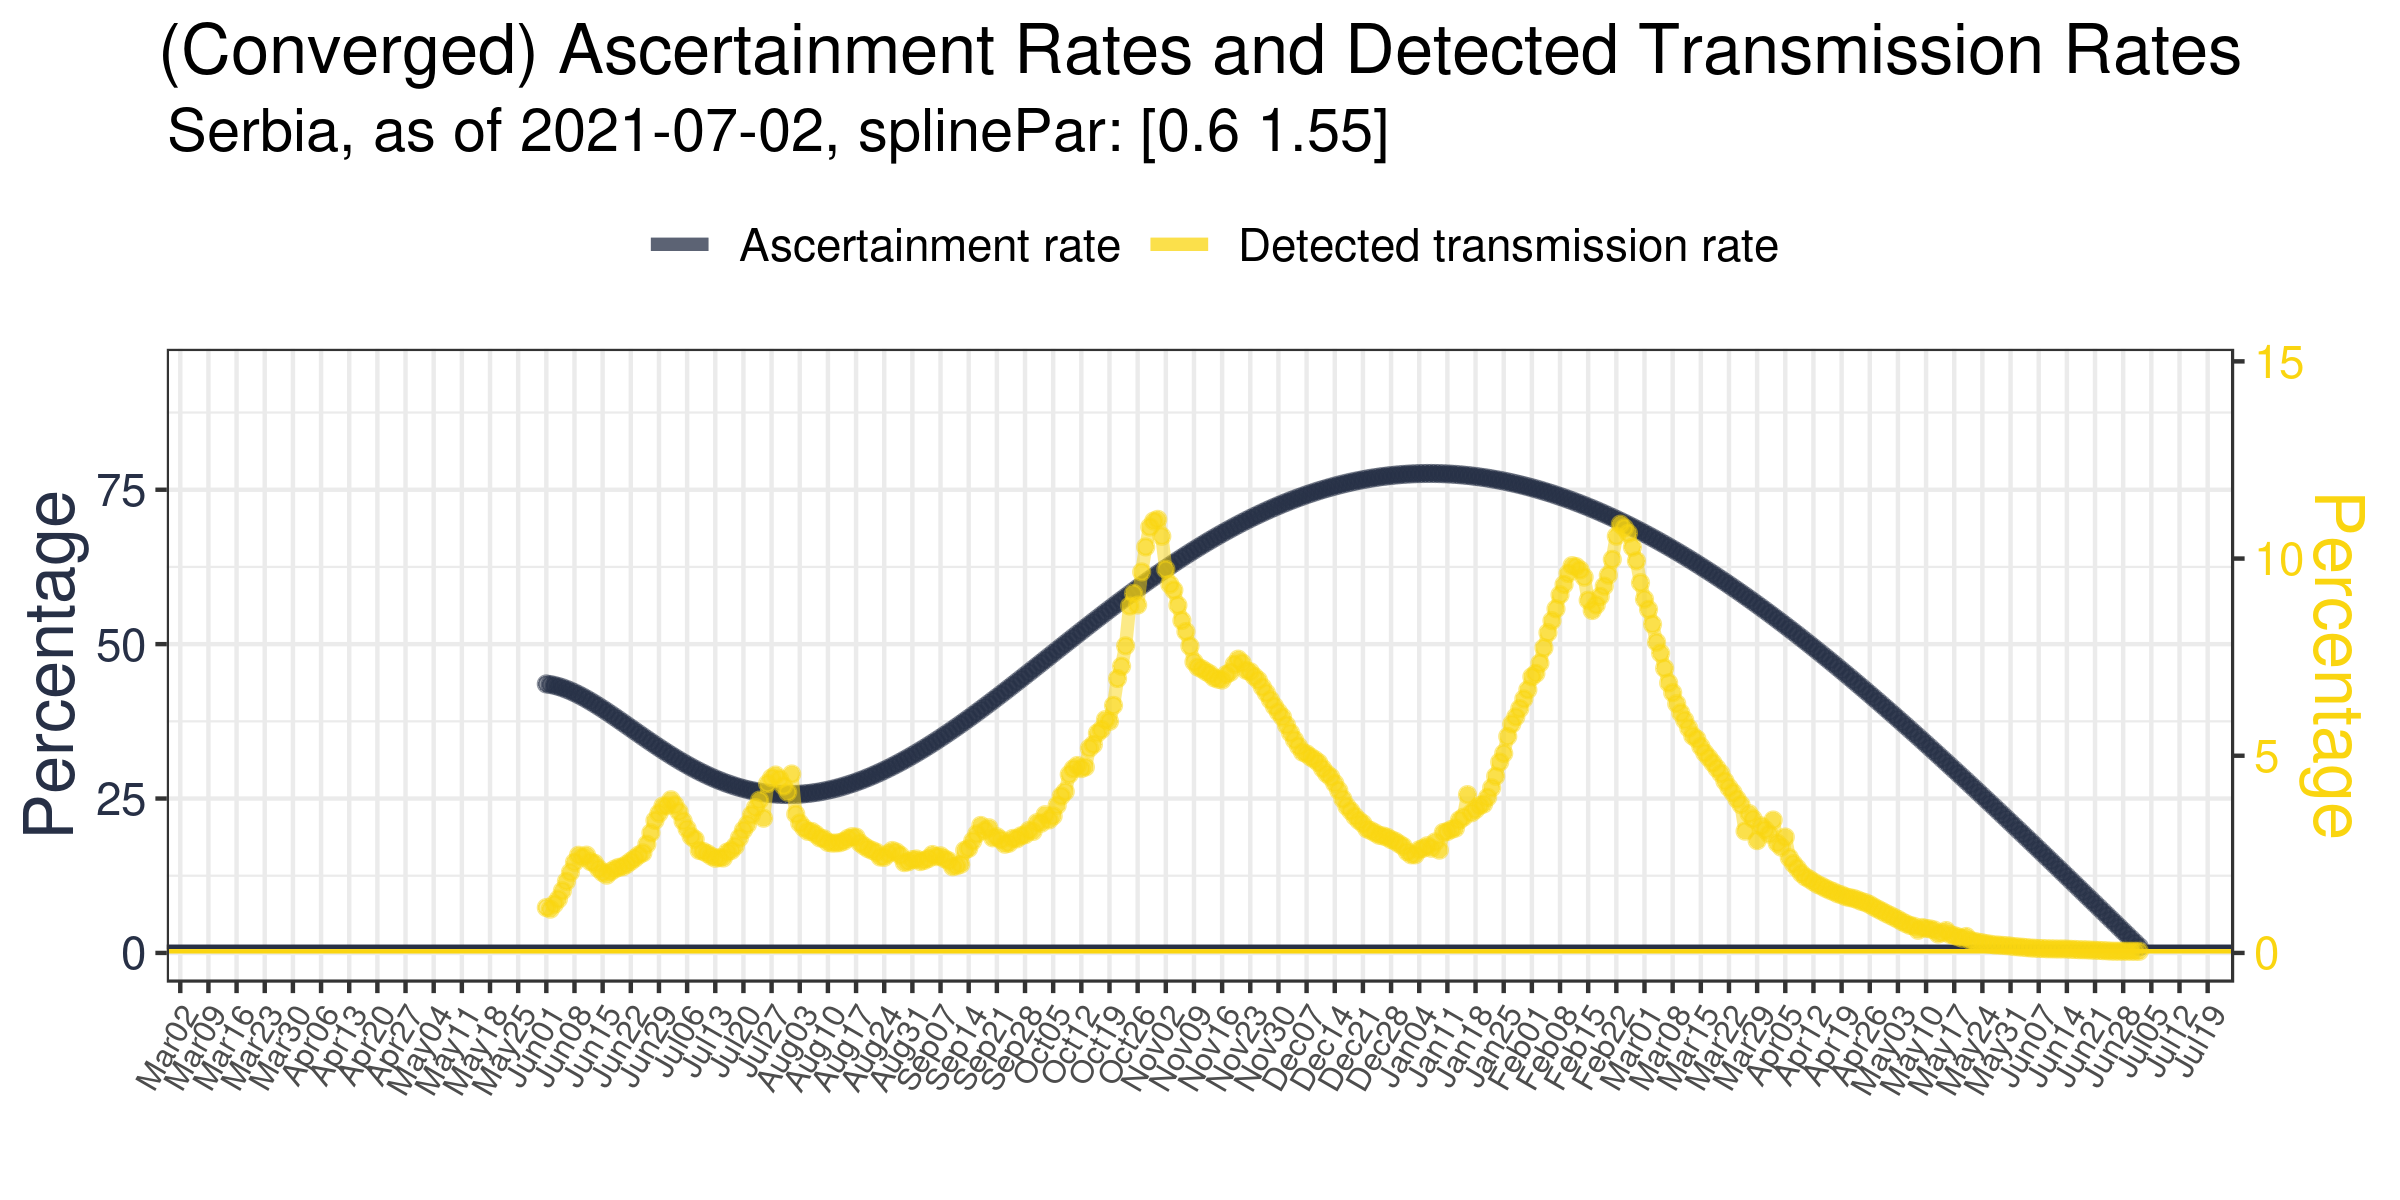 (Converged) Ascertainment Rates and Detected Transmission Rates
Serbia, as of 2021-07-02, splinePar: [0.6 1.55]
Ascertainment rate
Detected transmission rate
Percentage
75
50
25
0
15
10
5
0
Percentage
Mar02
Mar09
Mar16
Mar23
Mar30
Apr06
Apr13
Apr20
Apr27
May04
May11
May18
May25
Jun01
Jun08
Jun15
Jun22
Jun29
Jul06
Jul13
Jul20
Jul27
Aug03
Aug10
Aug17
Aug24
Aug31
Sep07
Sep14
Sep21
Sep28
Oct05
Oct12
Oct19
Oct26
Nov02
Nov09
Nov16
Nov23
Nov30
Dec07
Dec14
Dec21
Dec28
Jan04
Jan11
Jan18
Jan25
Feb01
Feb08
Feb15
Feb22
Mar01
Mar08
Mar15
Mar22
Mar29
Apr05
Apr12
Apr19
Apr26
May03
May10
May17
May24
May31
Jun07
Jun14
Jun21
Jun28
Jul05
Jul12
Jul19